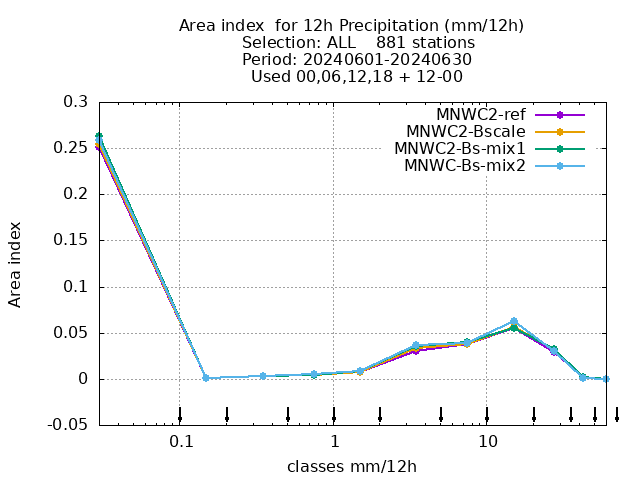 Area index  for 12h Precipitation (mm/12h)
Selection: ALL    881 stations
Period: 20240601-20240630
Used 00,06,12,18 + 12-00
MNWC2-ref
MNWC2-Bscale
MNWC2-Bs-mix1
MNWC-Bs-mix2
0.3
0.25
0.2
0.15
0.1
0.05
0
-0.05
Area index
0.1
1
10
classes mm/12h